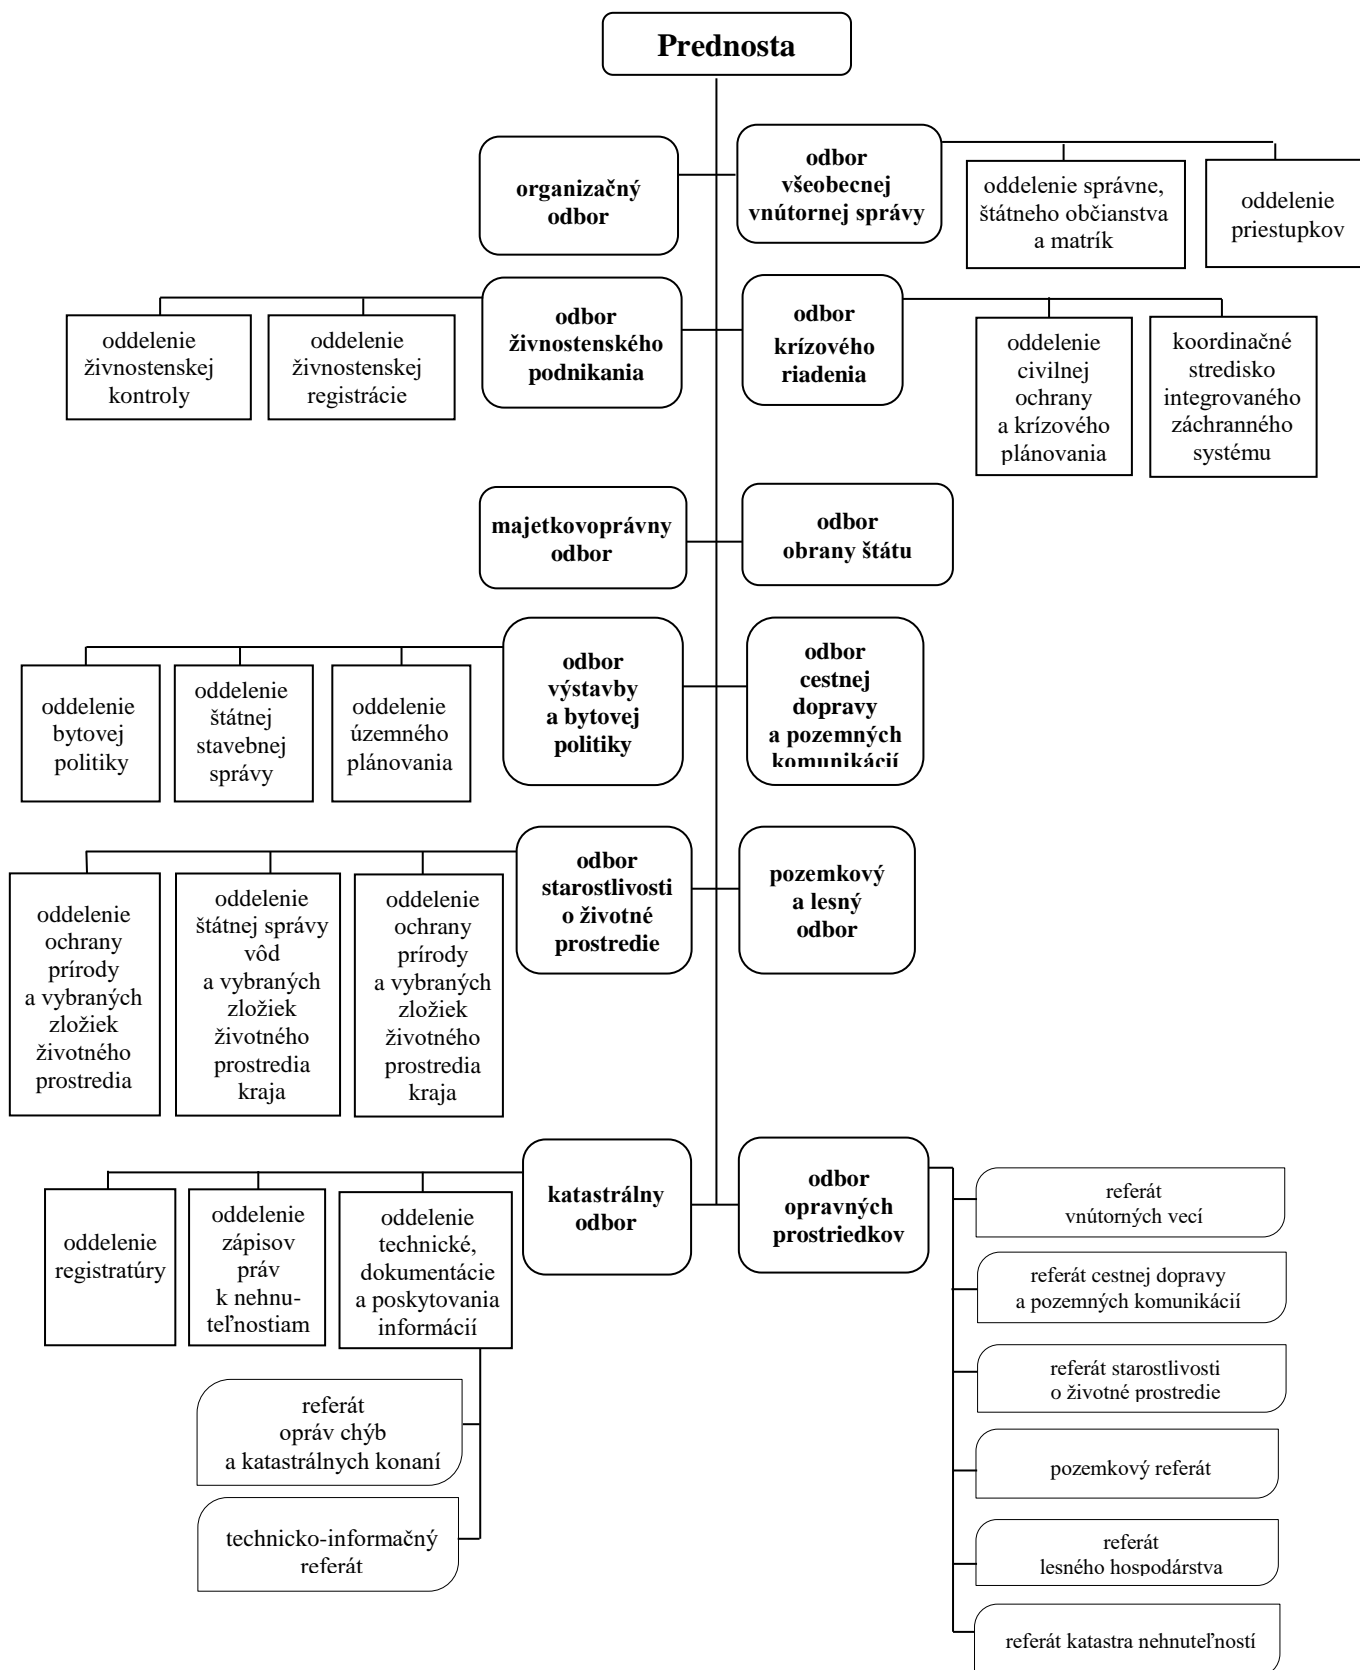 Prednosta
organizačný
odbor
odbor
všeobecnej
vnútornej správy
oddelenie správne,
štátneho občianstva
a matrík
oddelenie
priestupkov
oddelenie
živnostenskej
kontroly
oddelenie
živnostenskej
registrácie
odbor
živnostenského
podnikania
odbor
krízového
riadenia
oddelenie
civilnej
ochrany
a krízového
plánovania
koordinačné
stredisko
integrovaného
záchranného
systému
majetkovoprávny
odbor
odbor
obrany štátu
oddelenie
bytovej
politiky
oddelenie
štátnej
stavebnej
správy
oddelenie
územného
plánovania
odbor
výstavby
a bytovej
politiky
odbor
cestnej
dopravy
a pozemných
komunikácií
oddelenie
ochrany
prírody
a vybraných
zložiek
životného
prostredia
oddelenie
štátnej správy
vôd
a vybraných
zložiek
životného
prostredia
kraja
oddelenie
ochrany
prírody
a vybraných
zložiek
životného
prostredia
kraja
odbor
starostlivosti
o životné
prostredie
pozemkový
a lesný
odbor
oddelenie
registratúry
oddelenie
zápisov
práv
k nehnu-
teľnostiam
oddelenie
technické,
dokumentácie
a poskytovania
informácií
katastrálny
odbor
odbor
opravných
prostriedkov
referát
opráv chýb
a katastrálnych konaní
technicko-informačný
referát
referát
vnútorných vecí
referát cestnej dopravy
a pozemných komunikácií
referát starostlivosti
o životné prostredie
pozemkový referát
referát
lesného hospodárstva
referát katastra nehnuteľností